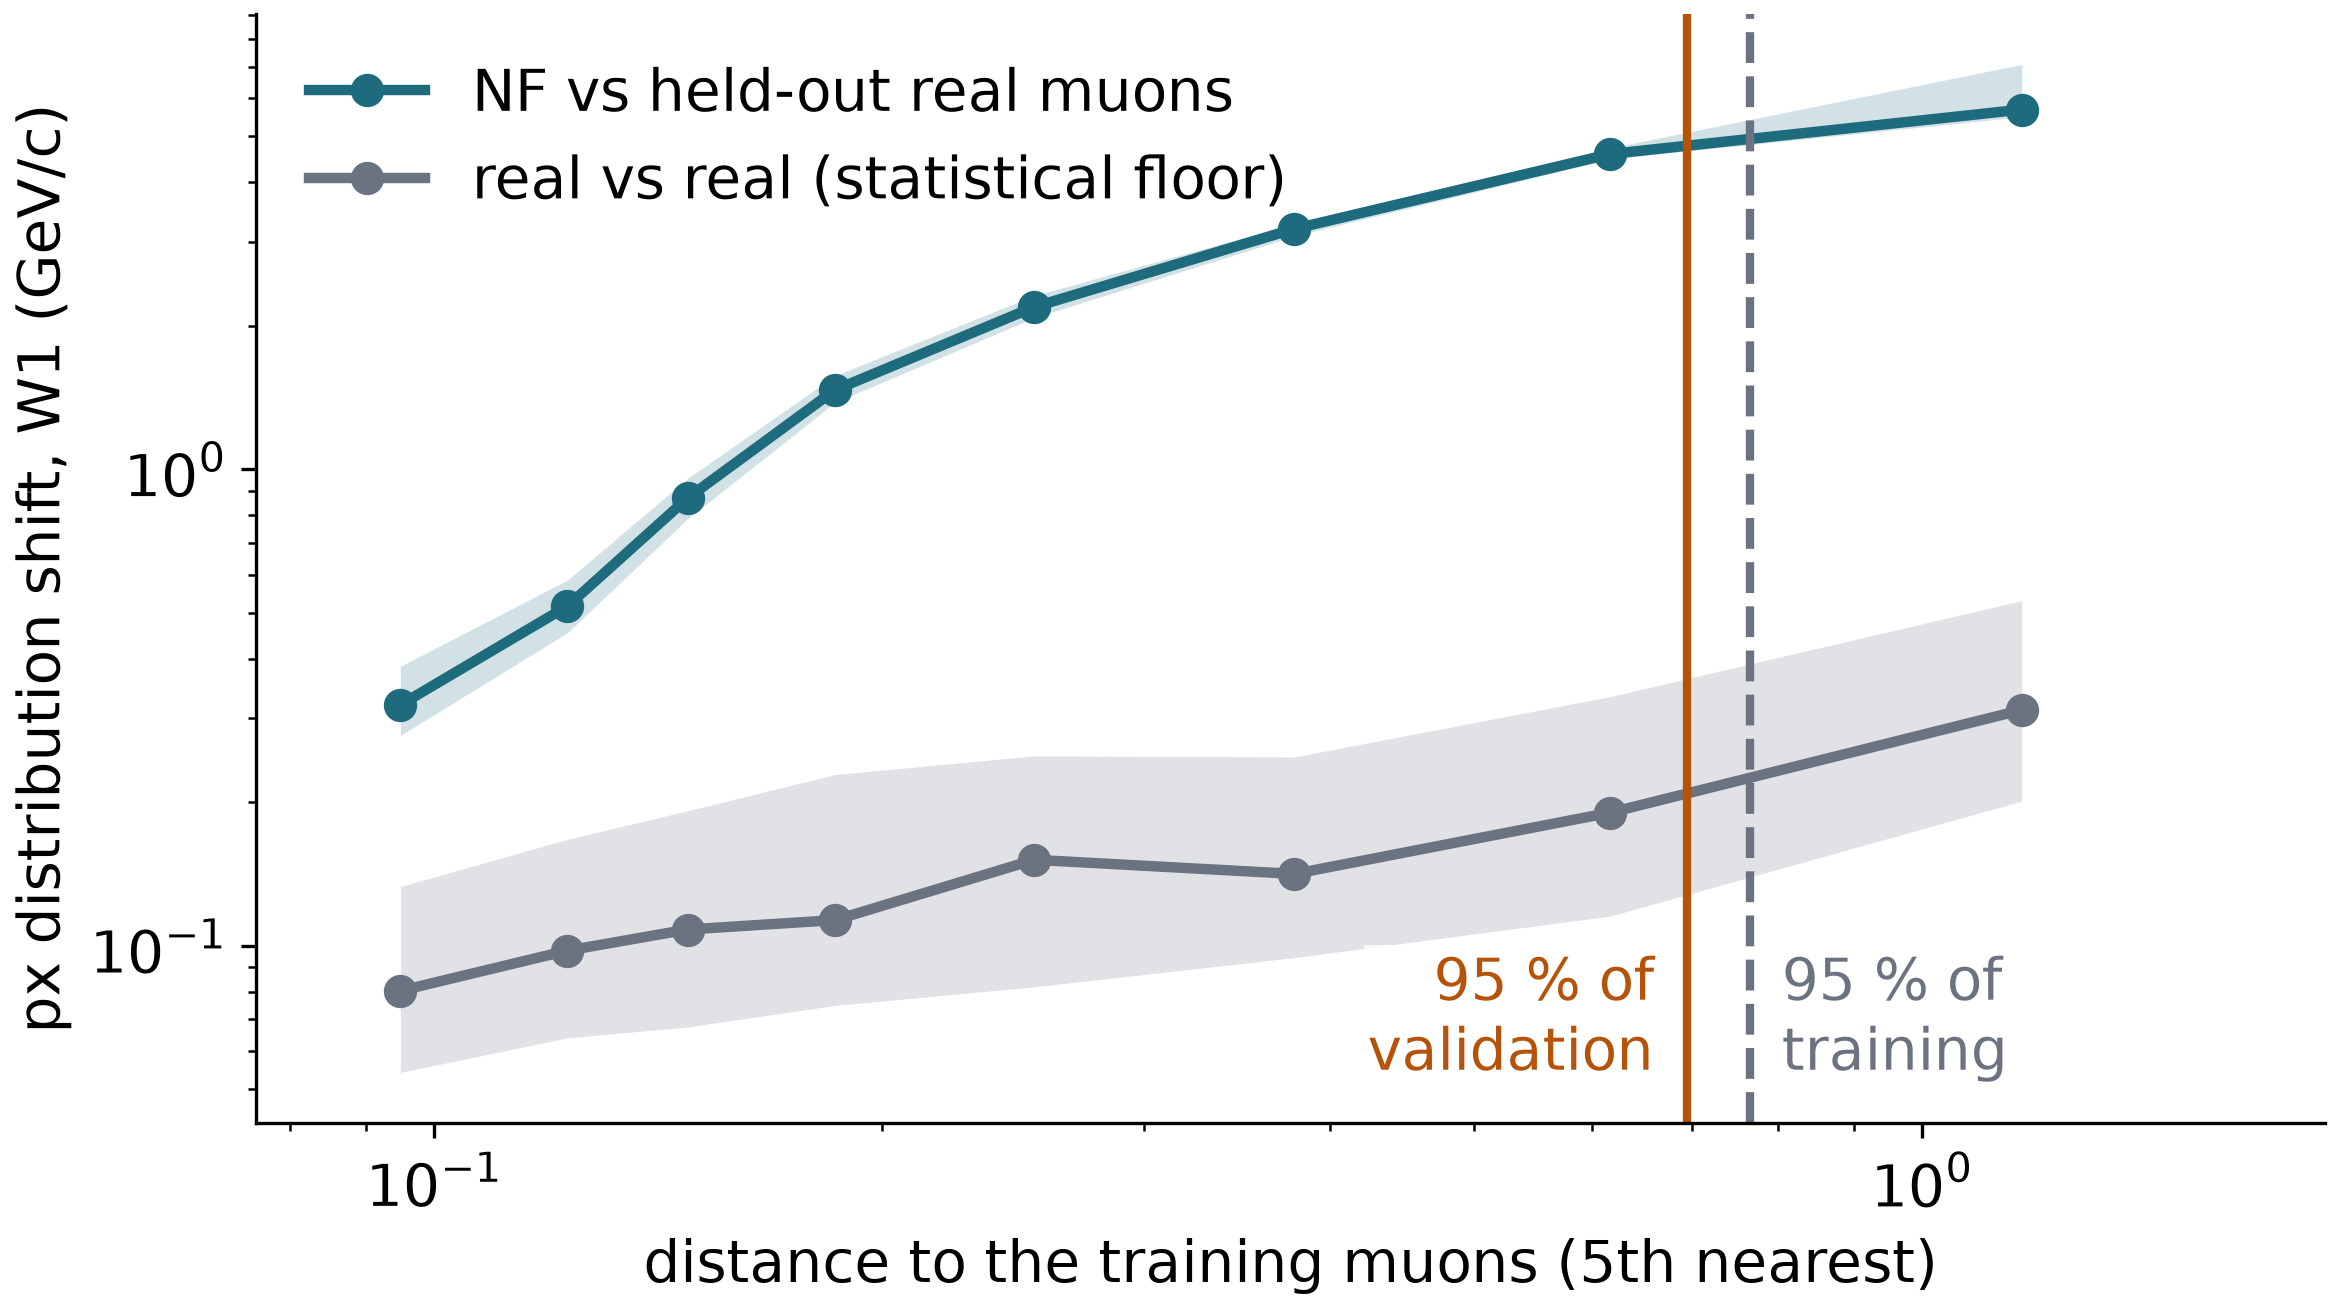 NF vs held-out real muons
real vs real (statistical floor)
px distribution shift, W1 (GeV/c)
10⁰
10⁻¹
95 % of
validation
95 % of
training
10⁻¹
10⁰
distance to the training muons (5th nearest)